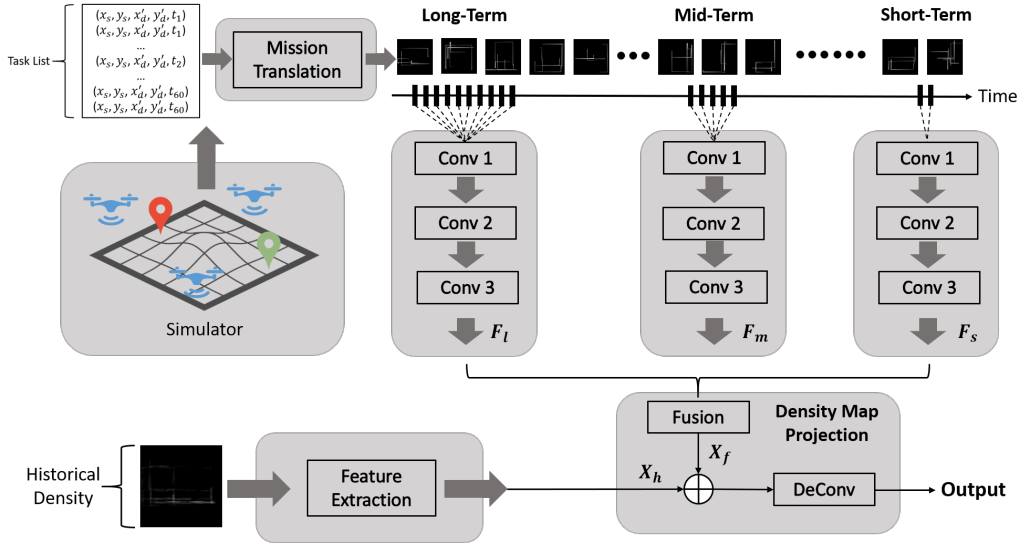 Task List
(x_s, y_s, x'_d, y'_d, t_1)
(x_s, y_s, x'_d, y'_d, t_1)
...
(x_s, y_s, x'_d, y'_d, t_2)
...
(x_s, y_s, x'_d, y'_d, t_60)
(x_s, y_s, x'_d, y'_d, t_60)
Mission
Translation
Long-Term
Mid-Term
Short-Term
Time
Simulator
Conv 1
Conv 2
Conv 3
F_l
Conv 1
Conv 2
Conv 3
F_m
Conv 1
Conv 2
Conv 3
F_s
Historical
Density
Feature
Extraction
Fusion
Density Map
Projection
X_f
X_h
DeConv
Output